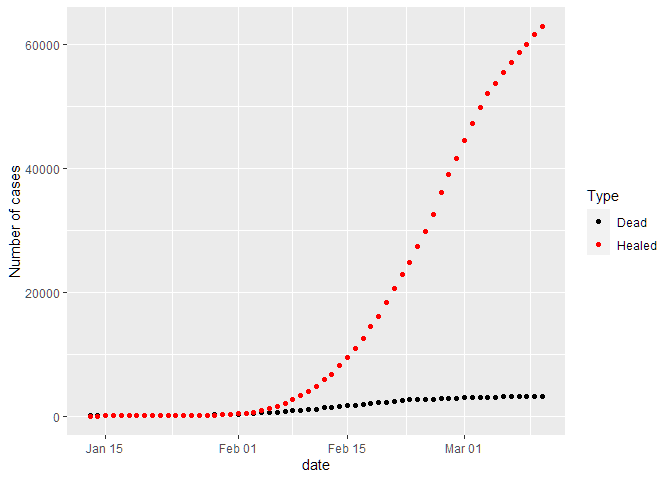 60000
40000
20000
0
Number of cases
Jan 15
Feb 01
Feb 15
Mar 01
date
Type
Dead
Healed